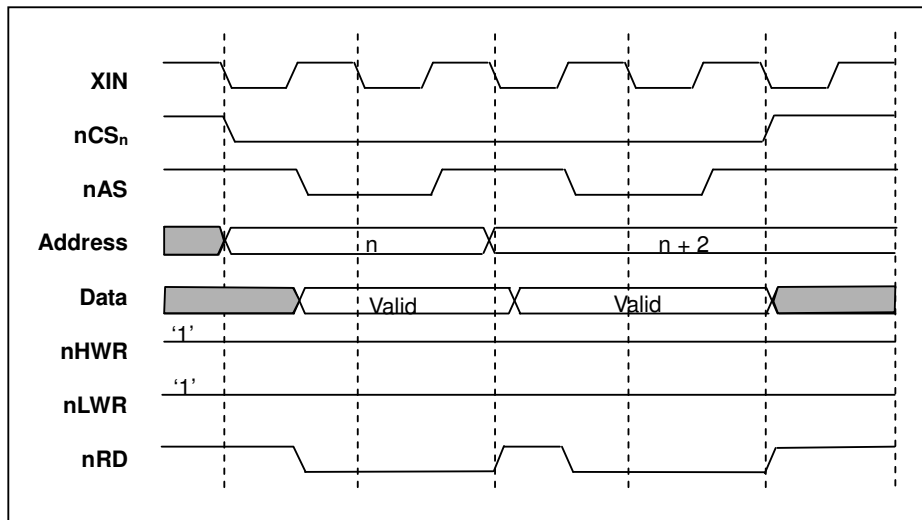 XIN
nCSn
nAS
Address
n
n + 2
Data
Valid
Valid
'1'
nHWR
'1'
nLWR
nRD